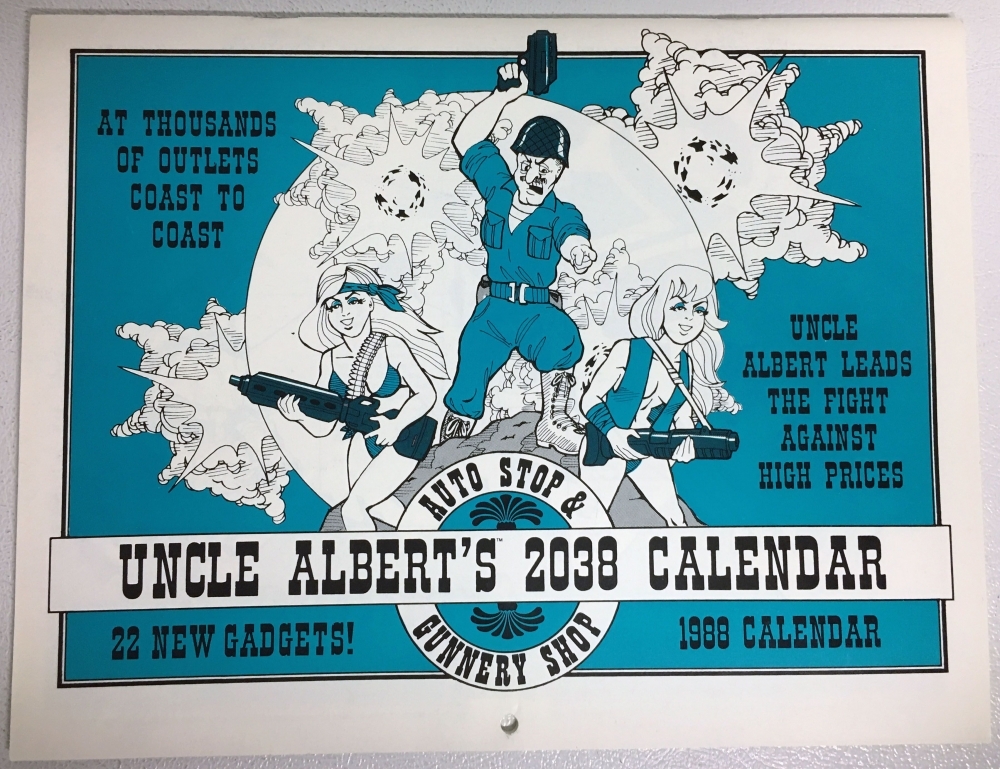 AT THOUSANDS
OF OUTLETS
COAST TO
COAST
UNCLE
ALBERT LEADS
THE FIGHT
AGAINST
HIGH PRICES
AUTO STOP &
UNCLE ALBERT'S™ 2038 CALENDAR
GUNNERY SHOP
22 NEW GADGETS!
1988 CALENDAR